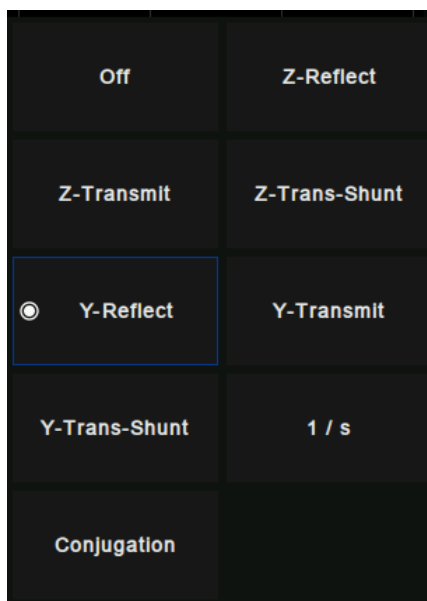 Off
Z-Reflect
Z-Transmit
Z-Trans-Shunt
Y-Reflect
Y-Transmit
Y-Trans-Shunt
1 / s
Conjugation